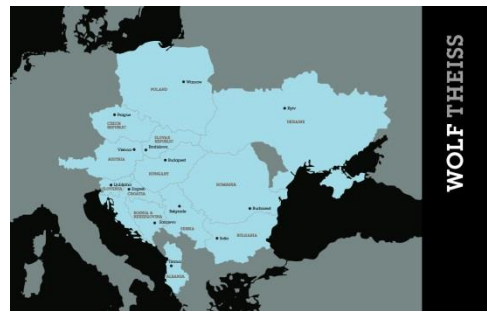 WOLF THEISS
POLAND
Warsaw
Kyiv
UKRAINE
Prague
CZECH
REPUBLIC
SLOVAK
REPUBLIC
Bratislava
Vienna
AUSTRIA
Budapest
HUNGARY
Ljubljana
SLOVENIA
Zagreb
CROATIA
ROMANIA
Bucharest
Belgrade
BOSNIA &
HERZEGOVINA
Sarajevo
SERBIA
Sofia
BULGARIA
Tirana
ALBANIA